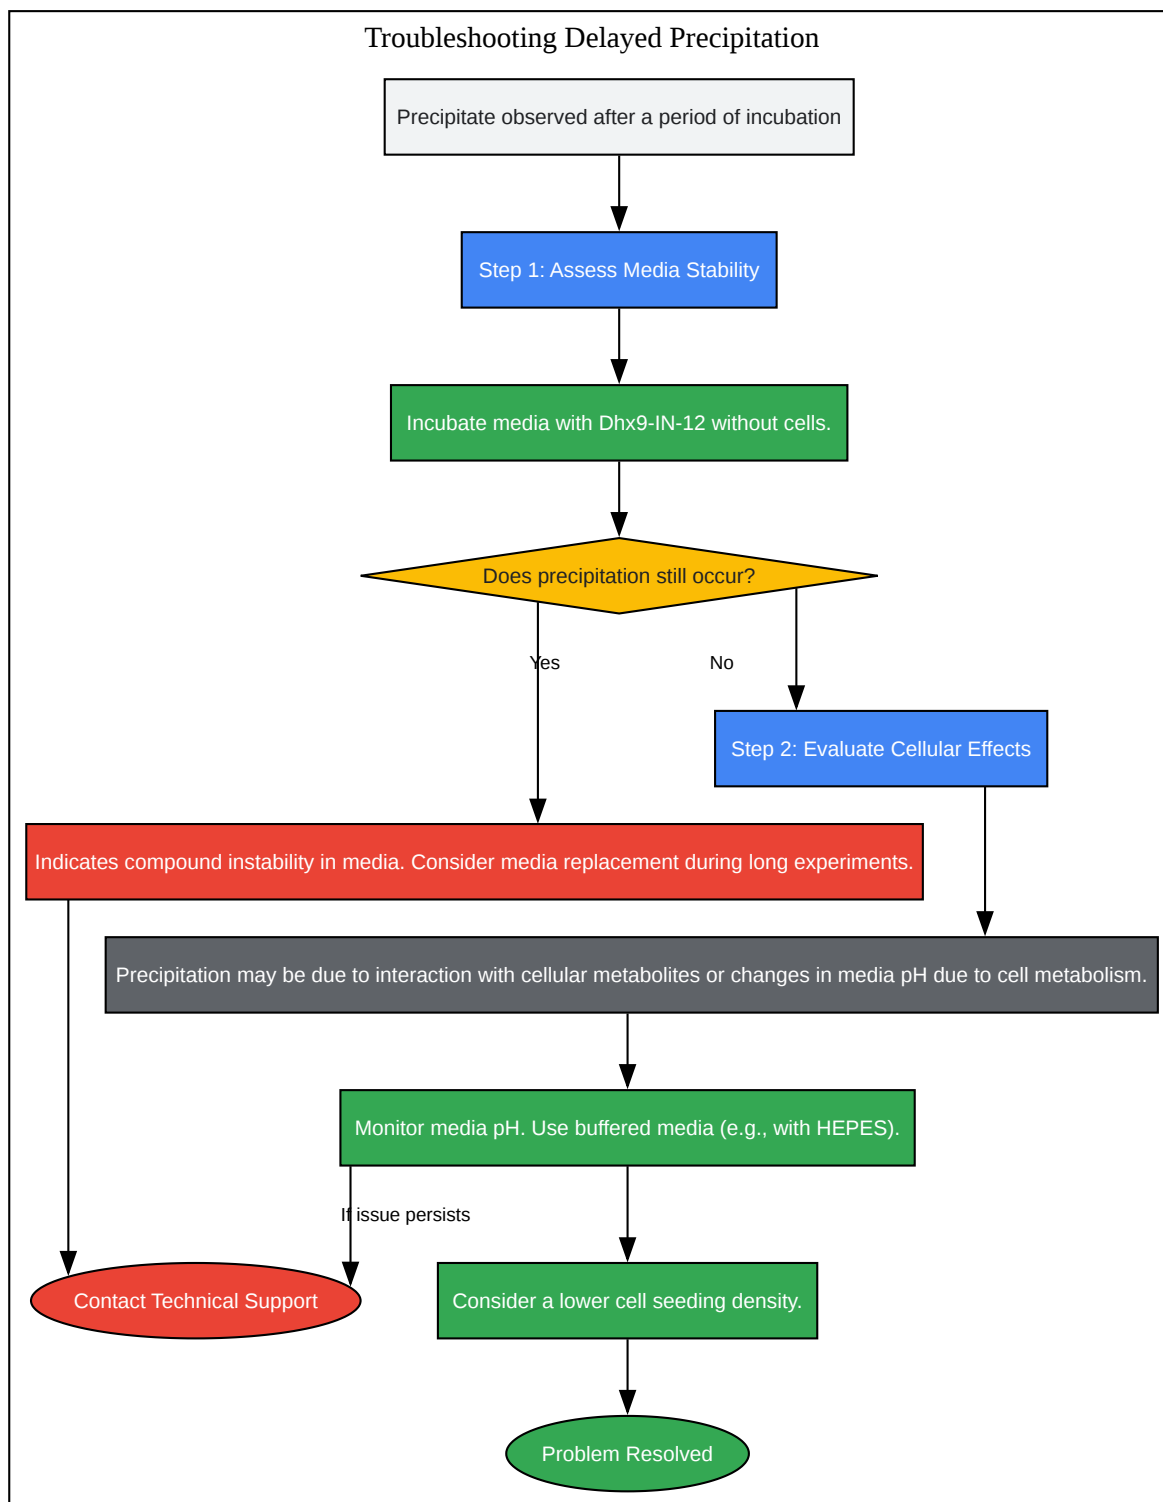 Troubleshooting Delayed Precipitation
Precipitate observed after a period of incubation
Step 1: Assess Media Stability
Incubate media with Dhx9-IN-12 without cells.
Does precipitation still occur?
Yes
No
Step 2: Evaluate Cellular Effects
Indicates compound instability in media. Consider media replacement during long experiments.
Precipitation may be due to interaction with cellular metabolites or changes in media pH due to cell metabolism.
Monitor media pH. Use buffered media (e.g., with HEPES).
If issue persists
Contact Technical Support
Consider a lower cell seeding density.
Problem Resolved